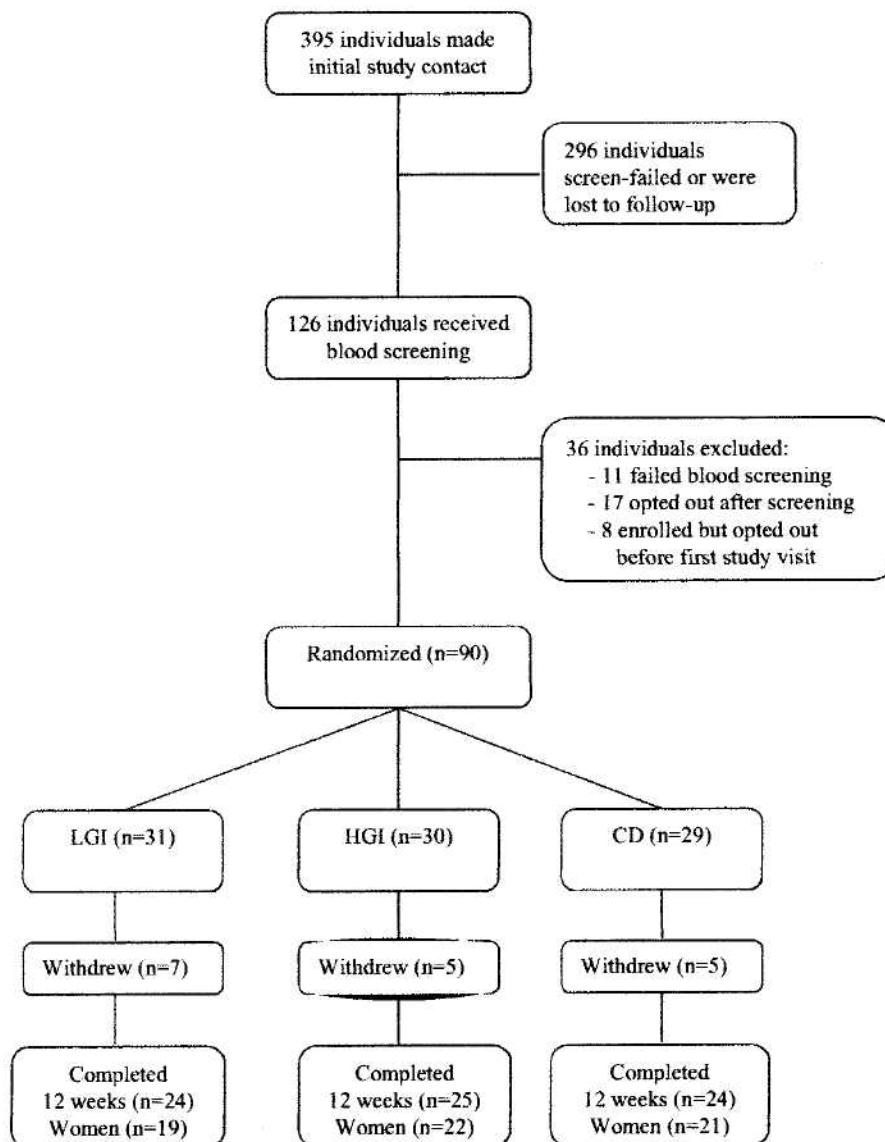 395 individuals made
initial study contact
296 individuals
screen-failed or were
lost to follow-up
126 individuals received
blood screening
36 individuals excluded:
- 11 failed blood screening
- 17 opted out after screening
- 8 enrolled but opted out
before first study visit
Randomized (n=90)
LGI (n=31)
HGI (n=30)
CD (n=29)
Withdrew (n=7)
Withdrew (n=5)
Withdrew (n=5)
Completed
12 weeks (n=24)
Women (n=19)
Completed
12 weeks (n=25)
Women (n=22)
Completed
12 weeks (n=24)
Women (n=21)